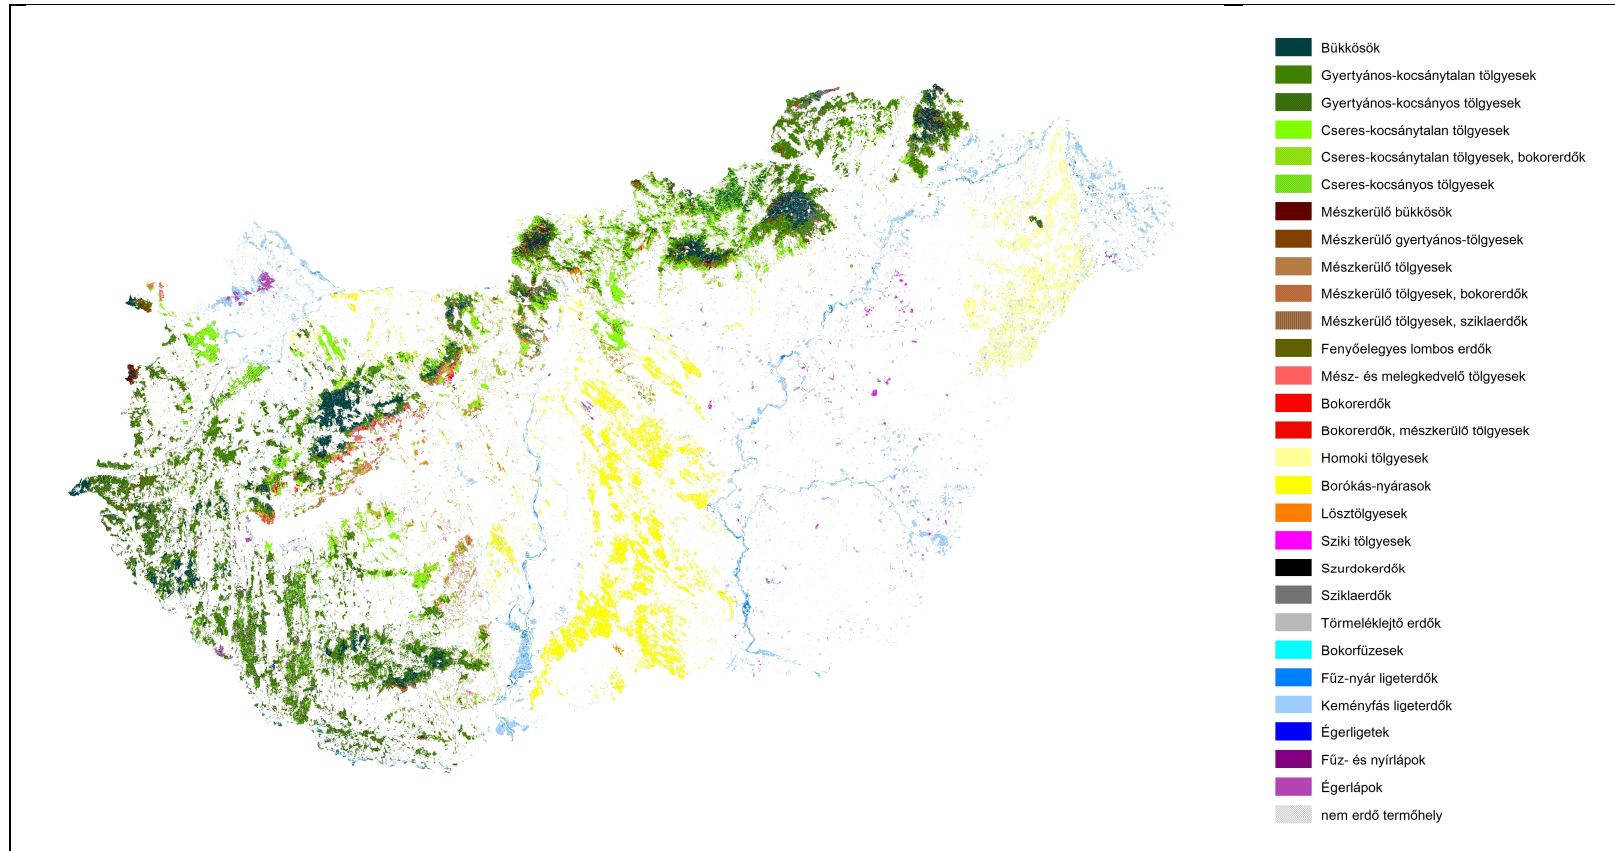 Bükkösök
Gyertyános-kocsánytalan tölgyesek
Gyertyános-kocsányos tölgyesek
Cseres-kocsánytalan tölgyesek
Cseres-kocsánytalan tölgyesek, bokorerdők
Cseres-kocsányos tölgyesek
Mészkerülő bükkösök
Mészkerülő gyertyános-tölgyesek
Mészkerülő tölgyesek
Mészkerülő tölgyesek, bokorerdők
Mészkerülő tölgyesek, sziklaerdők
Fenyőelegyes lombos erdők
Mész- és melegkedvelő tölgyesek
Bokorerdők
Bokorerdők, mészkerülő tölgyesek
Homoki tölgyesek
Borókás-nyárasok
Lösztölgyesek
Sziki tölgyesek
Szurdokerdők
Sziklaerdők
Törmeléklejtő erdők
Bokorfüzesek
Fűz-nyár ligeterdők
Keményfás ligeterdők
Égerligetek
Fűz- és nyírlápok
Égerlápok
nem erdő termőhely